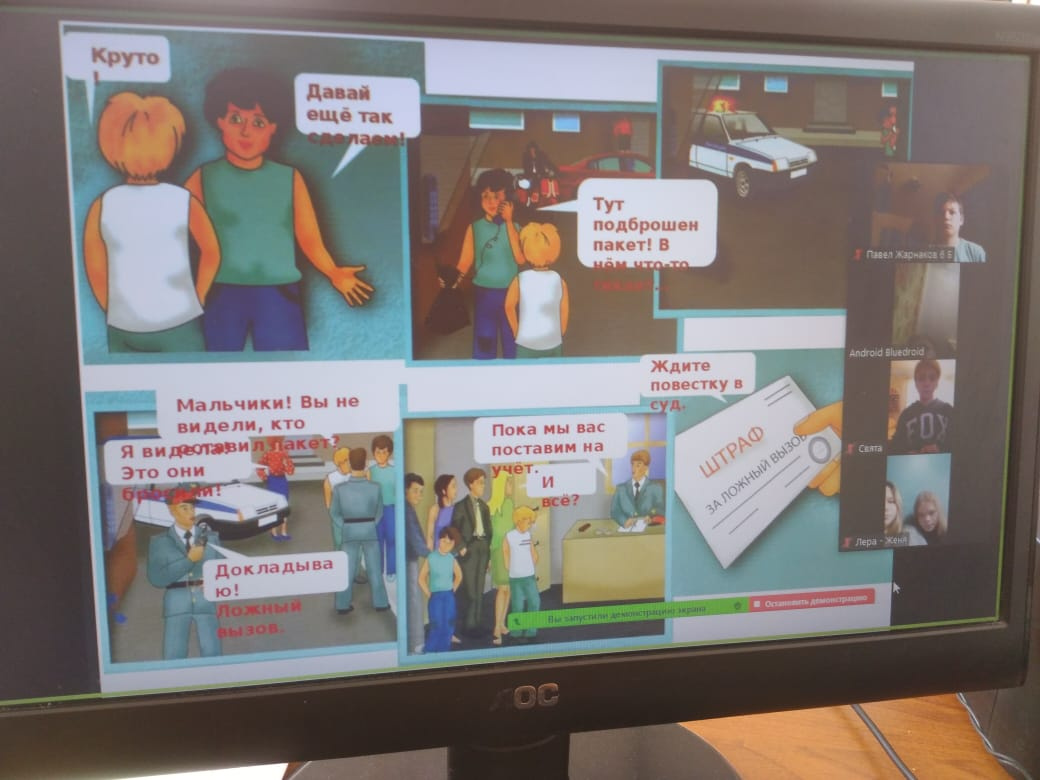 Круто
!
Давай
ещё так
сделаем!
Тут
подброшен
пакет! В
нём что-то
тикает...
Павел Жарнаков 6 Б
Android Bluedroid
Свята
Лера - Женя
Мальчики! Вы не
видели, кто
оставил пакет?
Я видела!
Это они
бросили!
Докладыва
ю!
Ложный
вызов.
Пока мы вас
поставим на
учёт.
И
всё?
Ждите
повестку в
суд.
ШТРАФ
ЗА ЛОЖНЫЙ ВЫЗОВ
FOX
Вы запустили демонстрацию экрана
Остановить демонстрацию
AOC